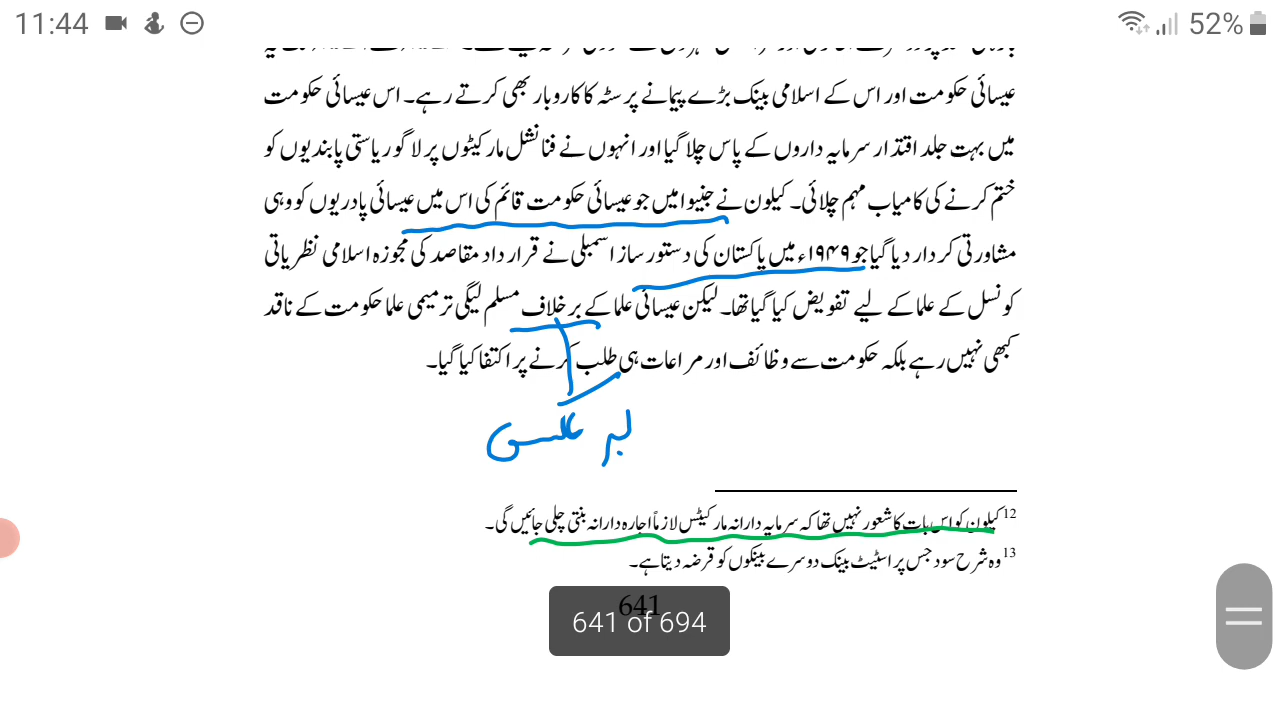 11:44
52%
عیسائی حکومت اور اس کے اسلامی بینک بڑے پیمانے پر سٹہ کا کاروبار بھی کرتے رہے۔ اس عیسائی حکومت
میں بہت جلد اقتدار سرمایہ داروں کے پاس چلا گیا اور انہوں نے فنانشل مارکیٹوں پر لاگو ریاستی پابندیوں کو
ختم کرنے کی کامیاب مہم چلائی۔ کیلون نے جنیوا میں جو عیسائی حکومت قائم کی اس میں عیسائی پادریوں کو وہی
مشاورتی کردار دیا گیا جو ۱۹۴۹ء میں پاکستان کی دستور ساز اسمبلی نے قرار داد مقاصد کی مجوزہ اسلامی نظریاتی
کونسل کے علما کے لیے تفویض کیا گیا تھا۔ لیکن عیسائی علما کے برخلاف مسلم لیگی ترمیمی علما حکومت کے ناقد
کبھی نہیں رہے بلکہ حکومت سے وظائف اور مراعات ہی طلب کرنے پر اکتفا کیا گیا۔
12 کیلون کو اس بات کا شعور نہیں تھا کہ سرمایہ دارانہ مارکیٹس لازماً اجارہ دارانہ بنتی چلی جائیں گی۔
13 وہ شرح سود جس پر اسٹیٹ بینک دوسرے بینکوں کو قرضہ دیتا ہے۔
641
641 of 694